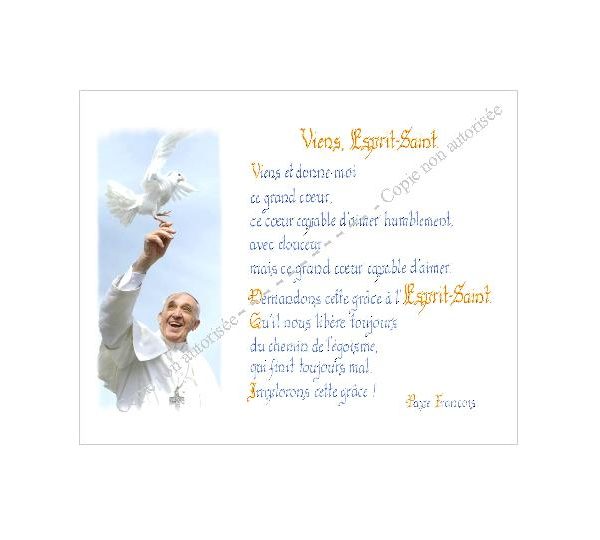 Viens, Esprit-Saint
Viens et donne-moi
ce grand cœur,
ce cœur capable d'aimer humblement,
avec douceur
mais ce grand cœur capable d'aimer.
Demandons cette grâce à l'Esprit-Saint.
Qu'il nous libère toujours
du chemin de l'égoïsme,
qui finit toujours mal.
Implorons cette grâce !
Pape François
Copie non autorisée
Copie non autorisée